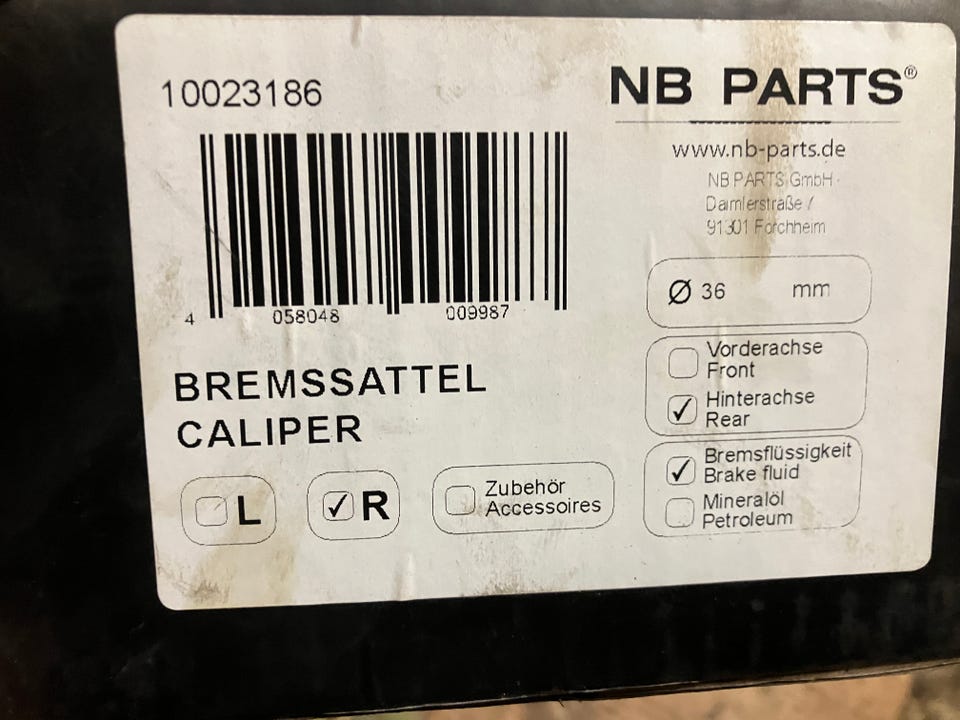 10023186
NB PARTS®
www.nb-parts.de
NB PARTS GmbH
Daimlerstraße 7
91301 Forchheim
4 058048 009987
Ø 36 mm
Vorderachse
Front
✓ Hinterachse
Rear
BREMSSATTEL
CALIPER
✓ Bremsflüssigkeit
Brake fluid
Mineralöl
Petroleum
L
✓ R
Zubehör
Accessoires